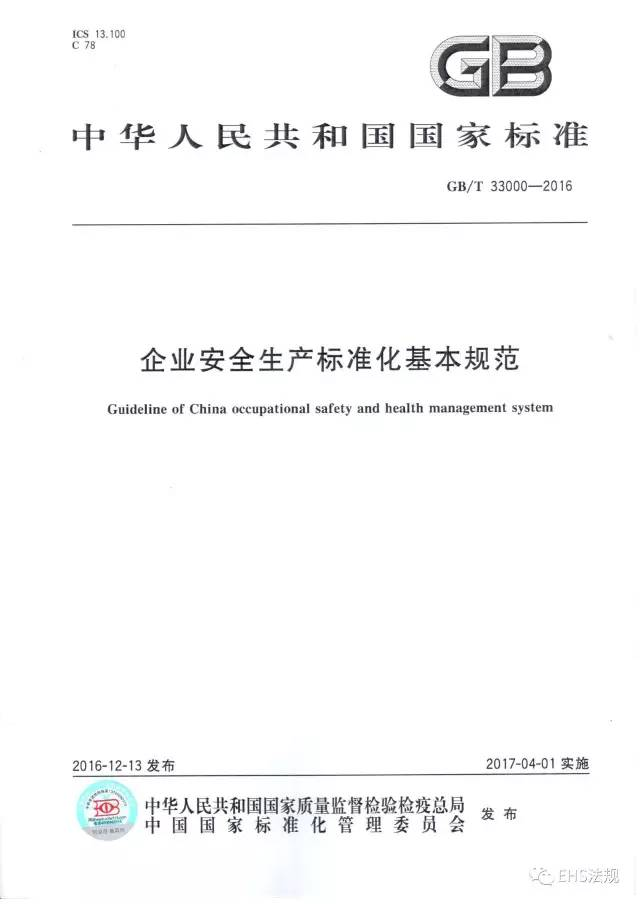 ICS 13.100
C 78
GB
中华人民共和国国家标准
GB/T 33000—2016
企业安全生产标准化基本规范
Guideline of China occupational safety and health management system
2016-12-13 发布
2017-04-01 实施
中华人民共和国国家质量监督检验检疫总局
中国国家标准化管理委员会
发布
EHS法规